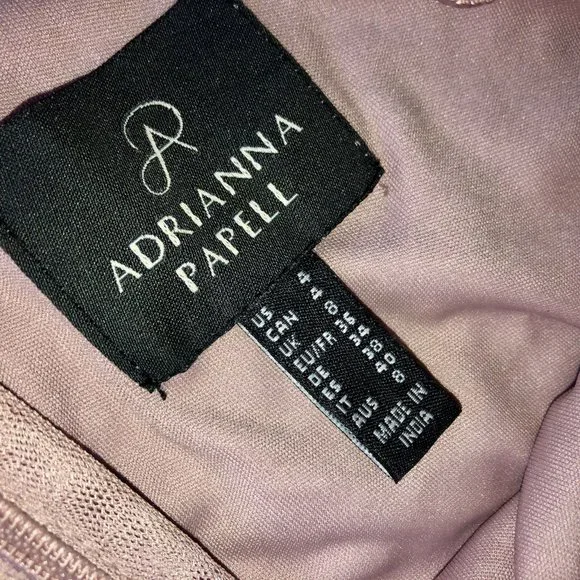 ADRIANNA
PAPELL
US 4
CAN 4
UK 8
EU/FR 36
DE 34
ES 38
IT 40
AUS 8
MADE IN
INDIA